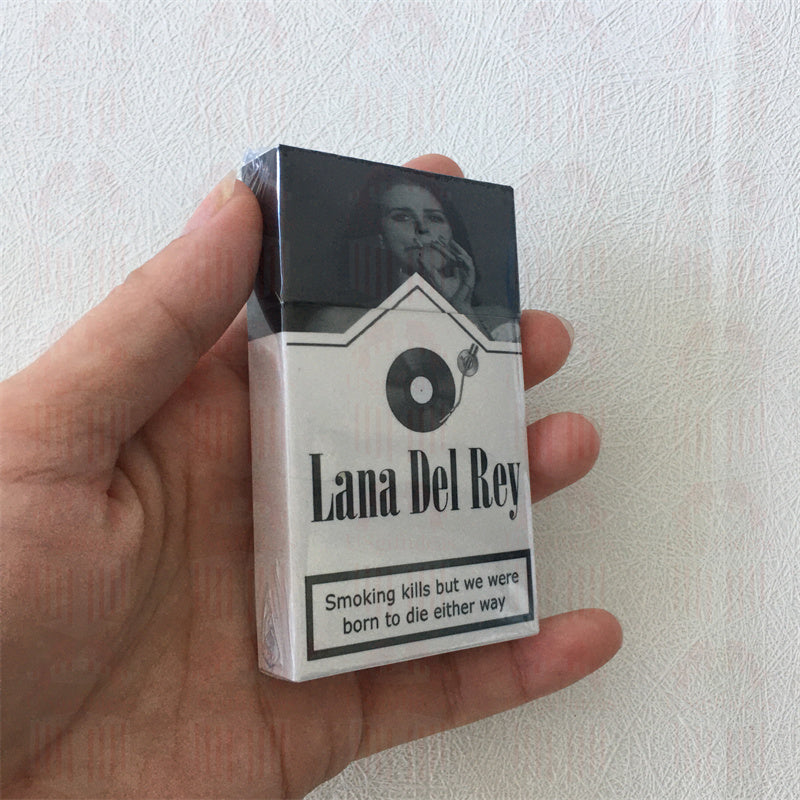 Lana Del Rey
Smoking kills but we were
born to die either way